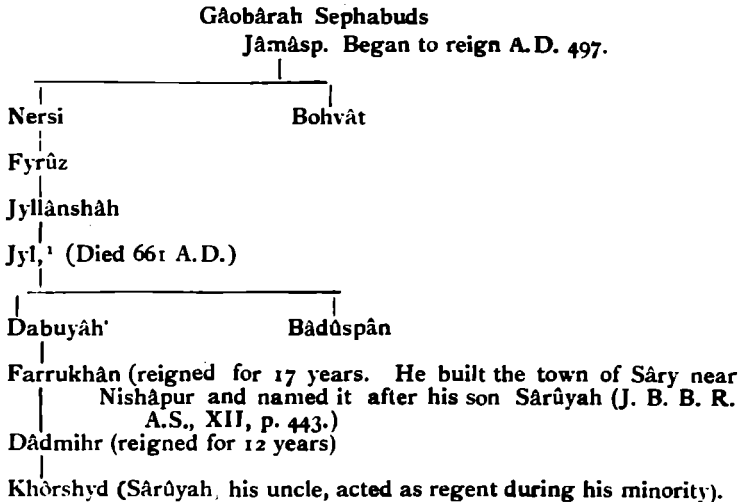 Gâobârah Sephabuds
Jâmâsp. Began to reign A.D. 497.
Nersi Bohvât
Fyrûz
Jyllânshâh
Jyl,¹ (Died 661 A.D.)
Dabuyâh' Bâdûspân
Farrukhân (reigned for 17 years. He built the town of Sâry near
Nishâpur and named it after his son Sârûyah (J. B. B. R.
A.S., XII, p. 443.)
Dâdmihr (reigned for 12 years)
Khôrshyd (Sârûyah, his uncle, acted as regent during his minority).